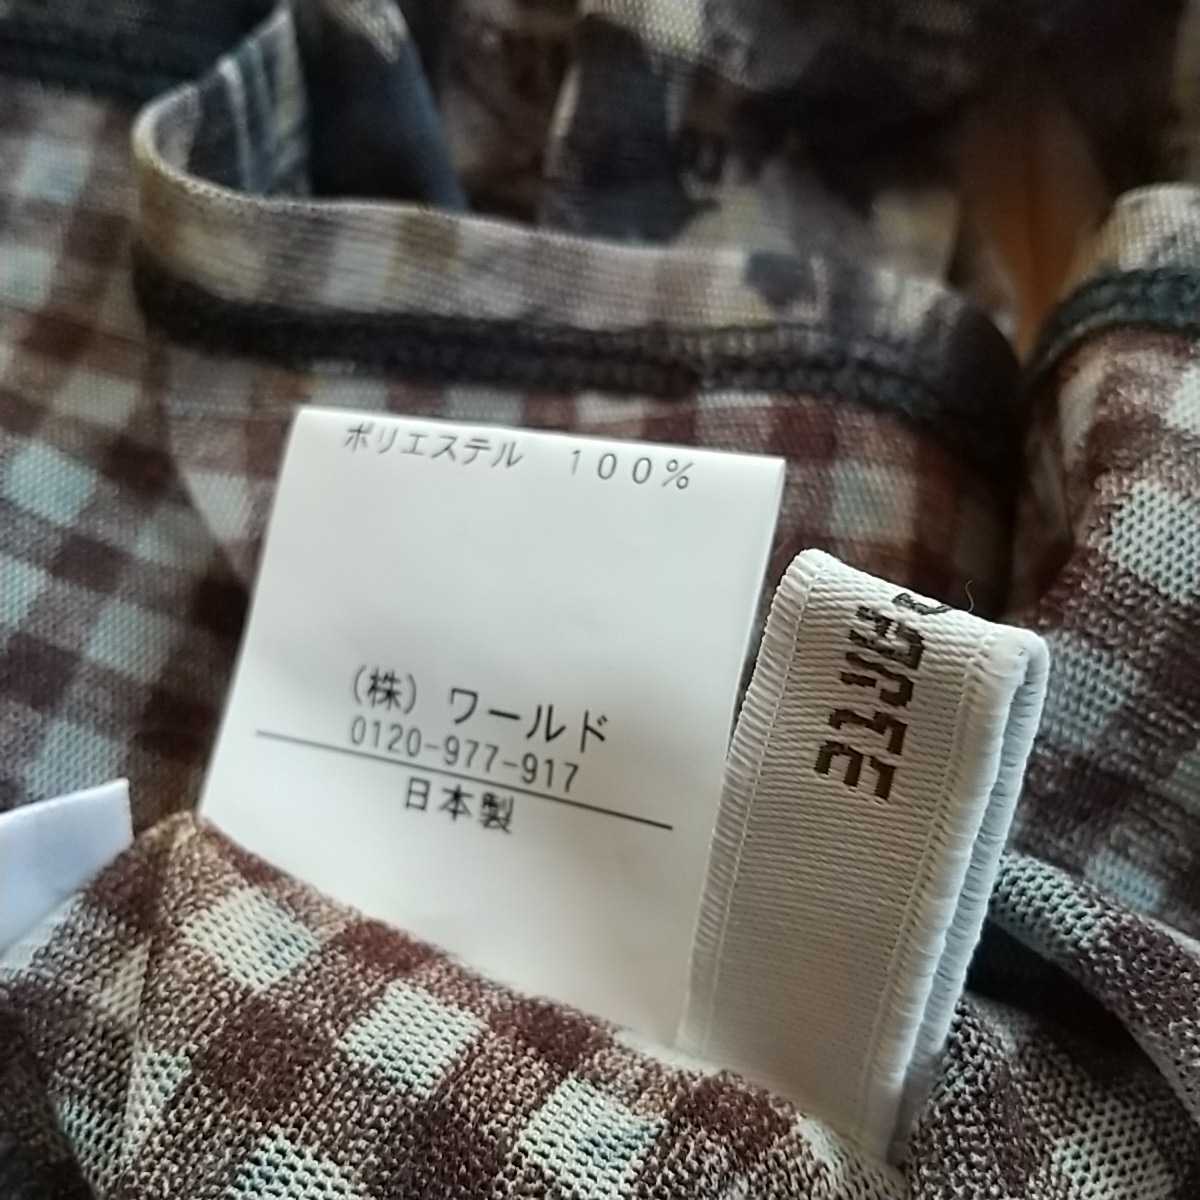 ポリエステル　１００％
（株）ワールド
0120-977-917
日本製